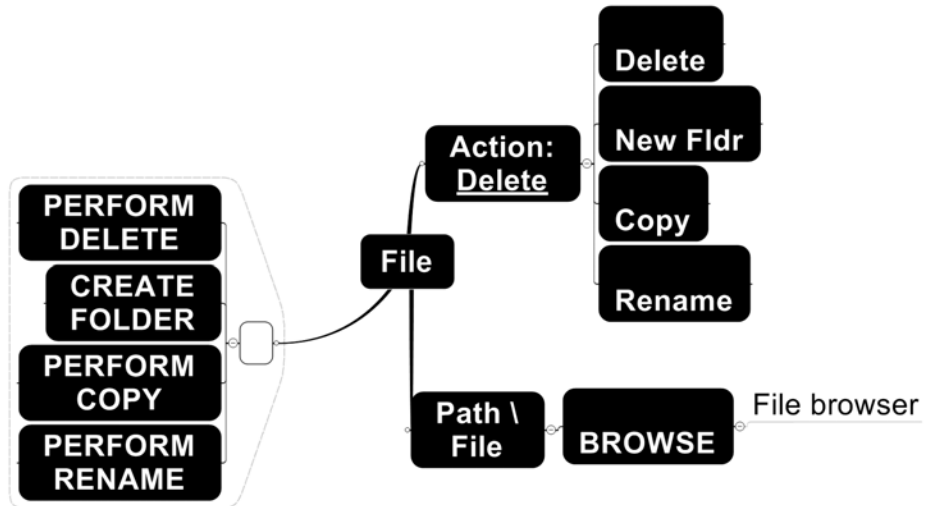 Delete
New Fldr
Action:
Delete
Copy
Rename
PERFORM
DELETE
CREATE
FOLDER
PERFORM
COPY
PERFORM
RENAME
File
Path \
File
BROWSE
File browser